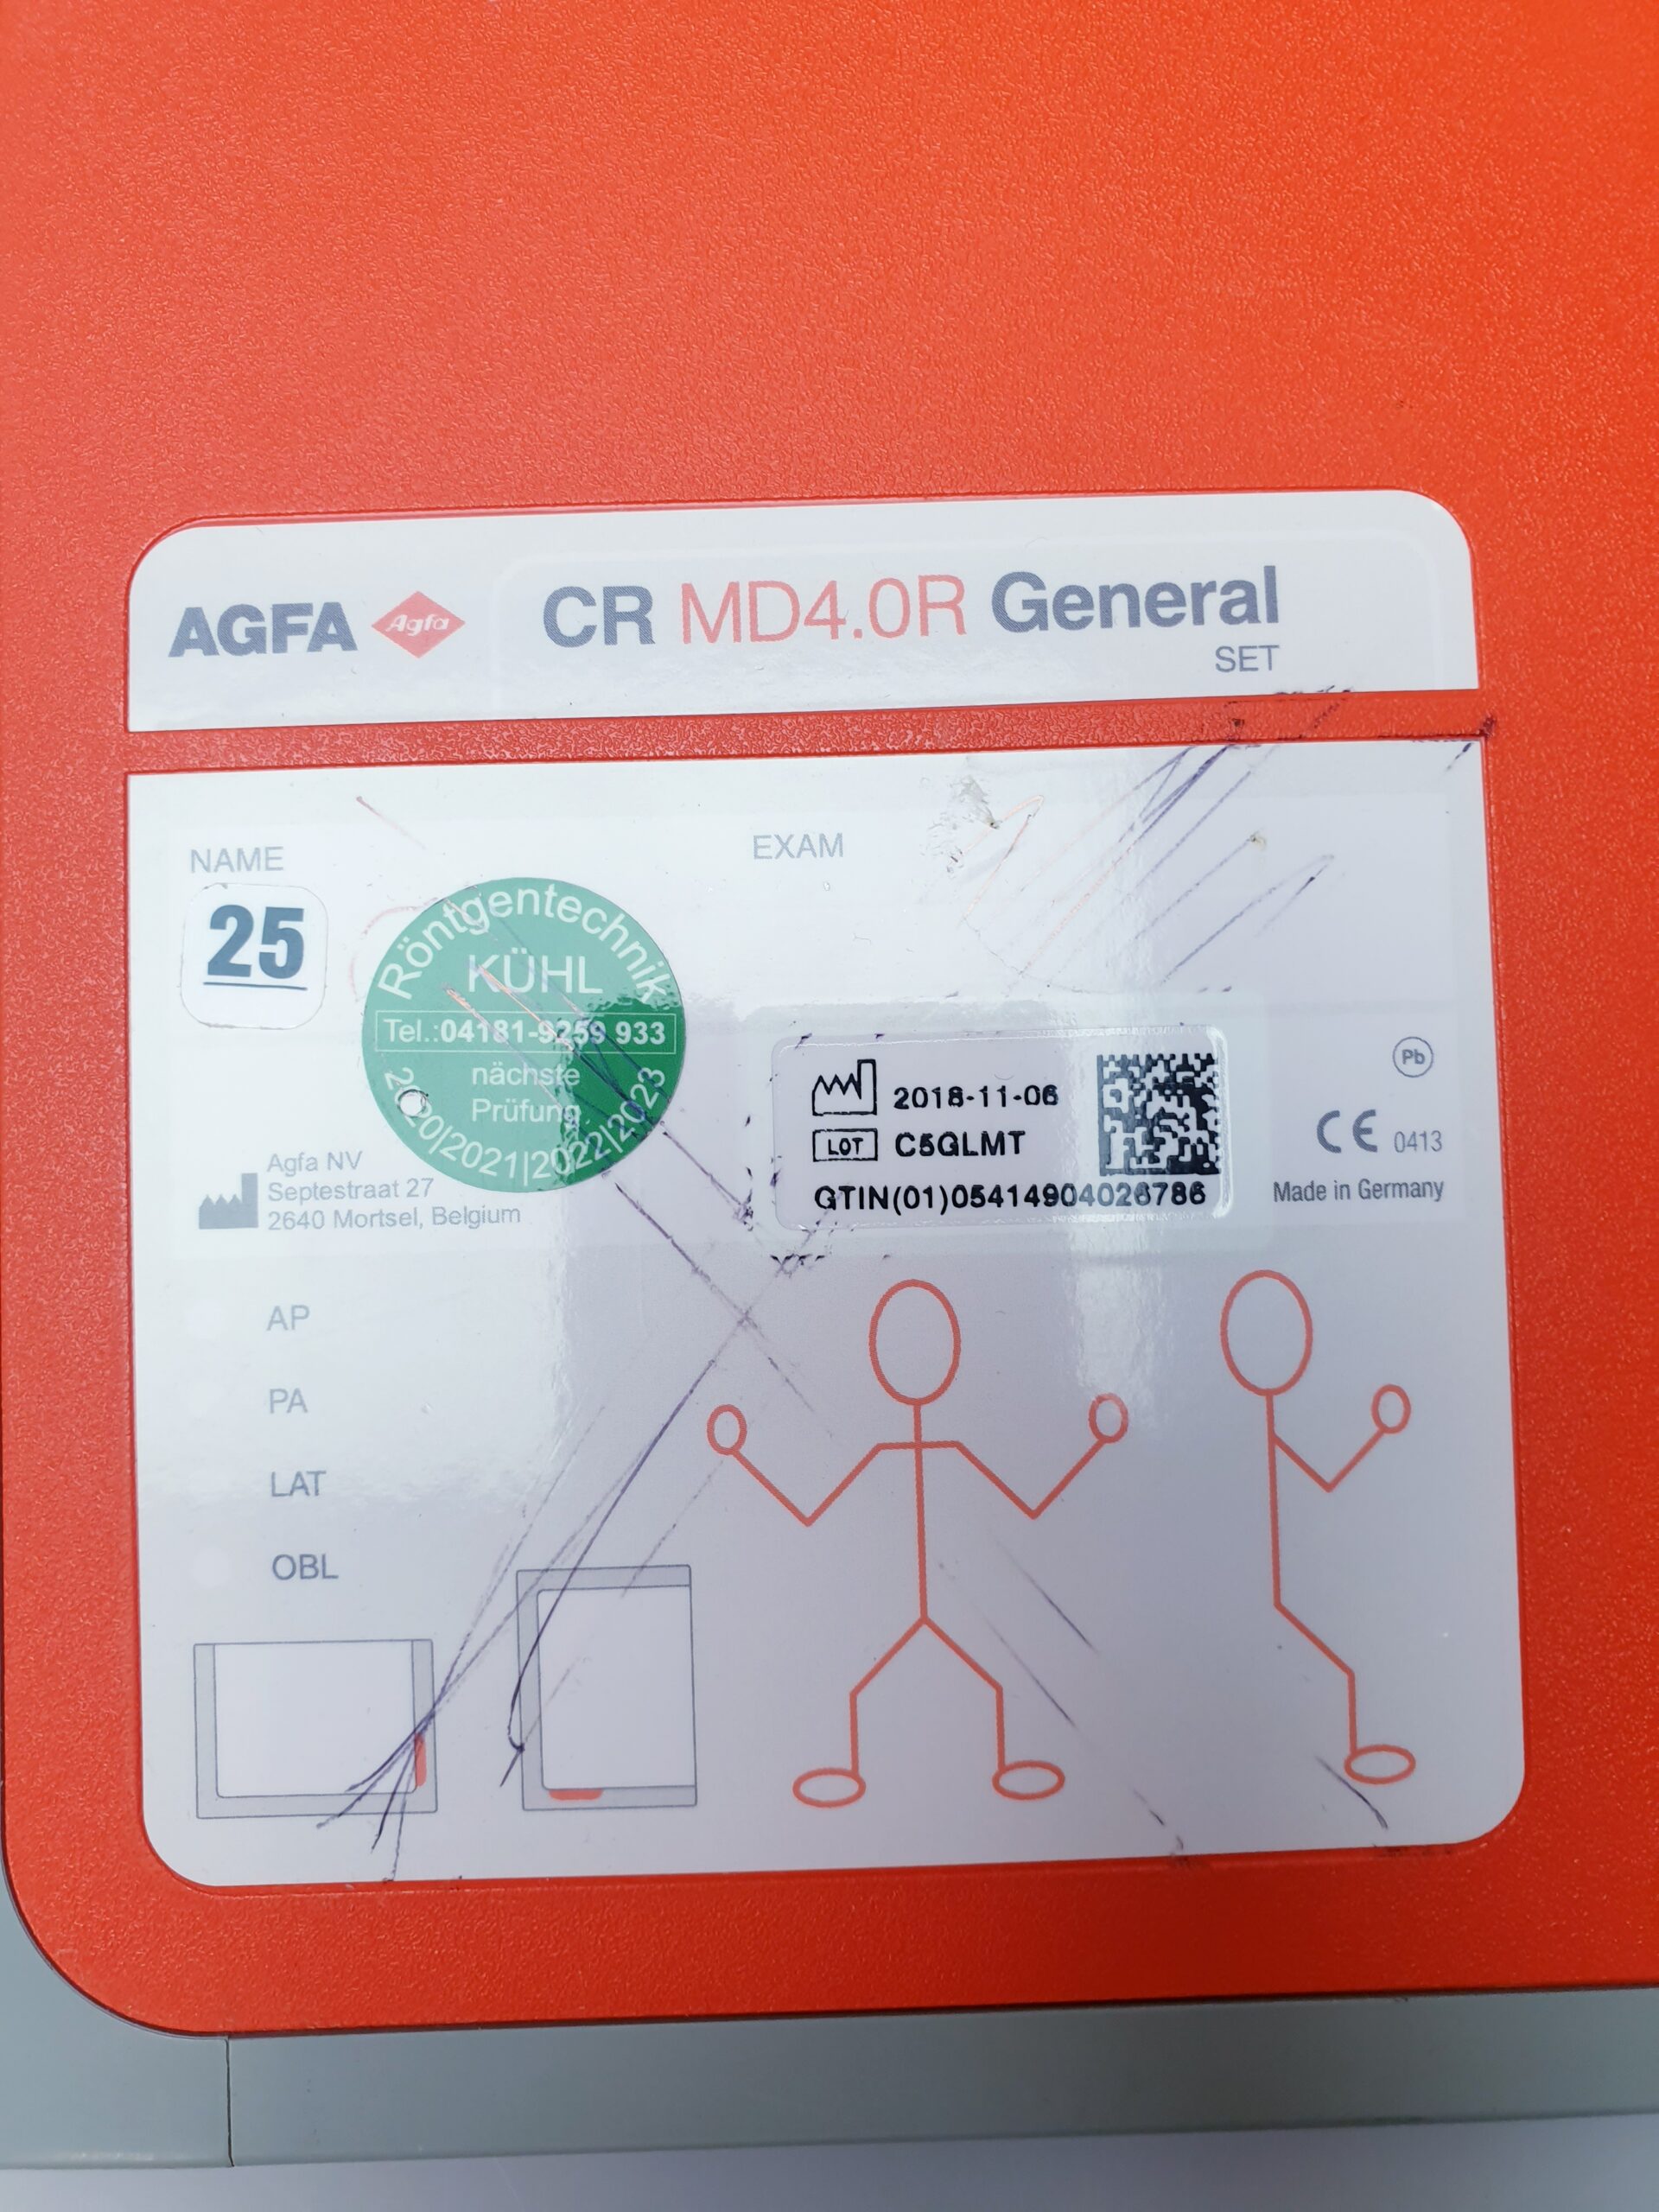 AGFA Agfa CR MD4.0R General
SET
NAME
EXAM
25
Röntgentechnik
KÜHL
Tel.:04181-9259 933
nächste
Prüfung
2020|2021|2022|2023
2018-11-06
LOT C5GLMT
GTIN(01)05414904026786
Pb
CE 0413
Made in Germany
Agfa NV
Septestraat 27
2640 Mortsel, Belgium
AP
PA
LAT
OBL